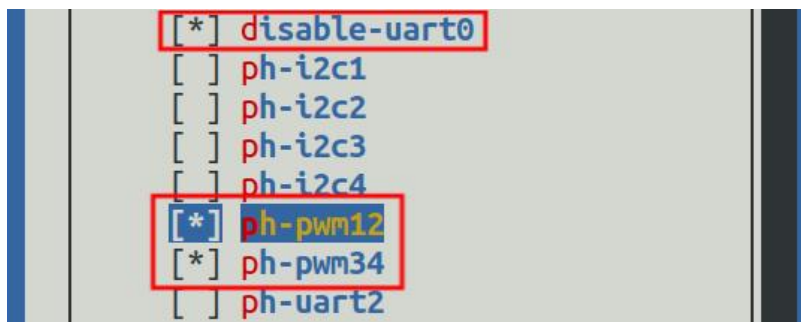 [*] disable-uart0
[ ] ph-i2c1
[ ] ph-i2c2
[ ] ph-i2c3
[ ] ph-i2c4
[*] ph-pwm12
[*] ph-pwm34
[ ] ph-uart2